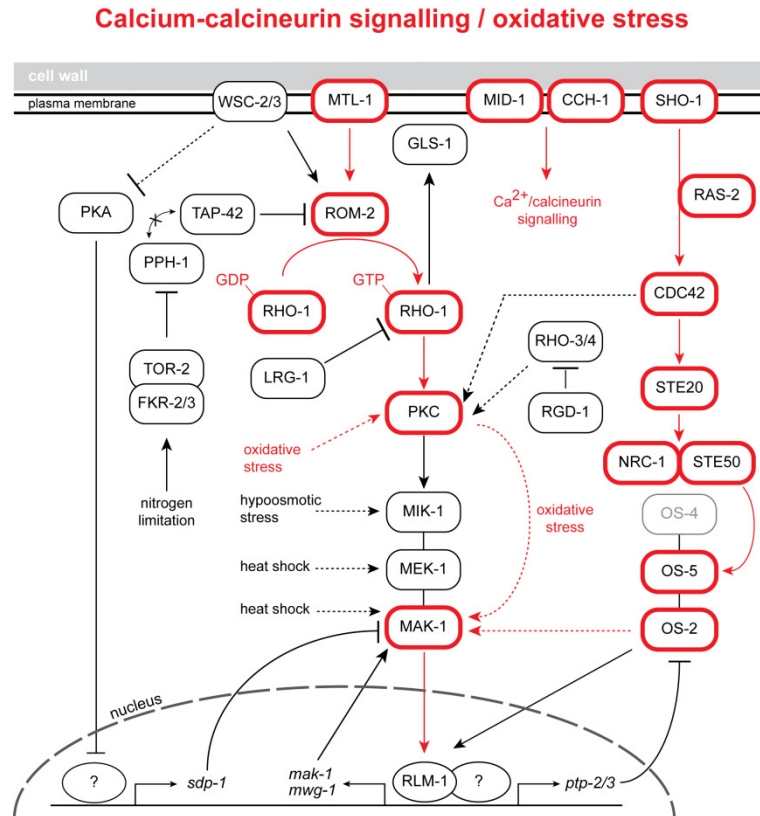 Calcium-calcineurin signalling / oxidative stress
cell wall
plasma membrane
WSC-2/3
MTL-1
MID-1
CCH-1
SHO-1
GLS-1
Ca2+/calcineurin
signalling
RAS-2
PKA
TAP-42
ROM-2
PPH-1
GDP
RHO-1
GTP
RHO-1
CDC42
TOR-2
FKR-2/3
LRG-1
RHO-3/4
RGD-1
STE20
PKC
oxidative
stress
NRC-1
STE50
nitrogen
limitation
hypoosmotic
stress
MIK-1
oxidative
stress
OS-4
heat shock
MEK-1
OS-5
heat shock
MAK-1
OS-2
nucleus
?
sdp-1
mak-1
mwg-1
RLM-1
?
ptp-2/3